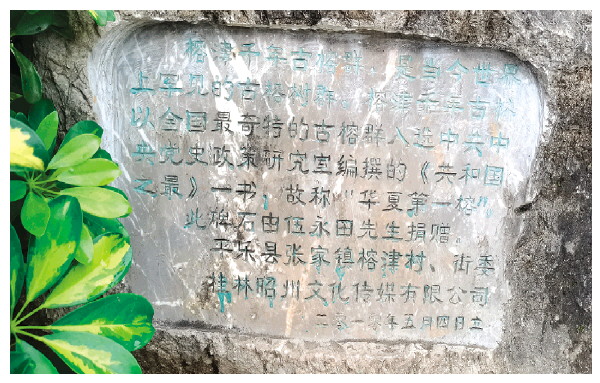 榕津千年古榕群，是当今世界
上罕见的古榕树群。榕津千年古榕
以全国最奇特的古榕群入选中共中
央党史政策研究室编撰的《共和国
之最》一书，故称“华夏第一榕”。
此碑石由伍永田先生捐赠。
平乐县张家镇榕津村、街委
桂林昭州文化传媒有限公司
年五月四日立